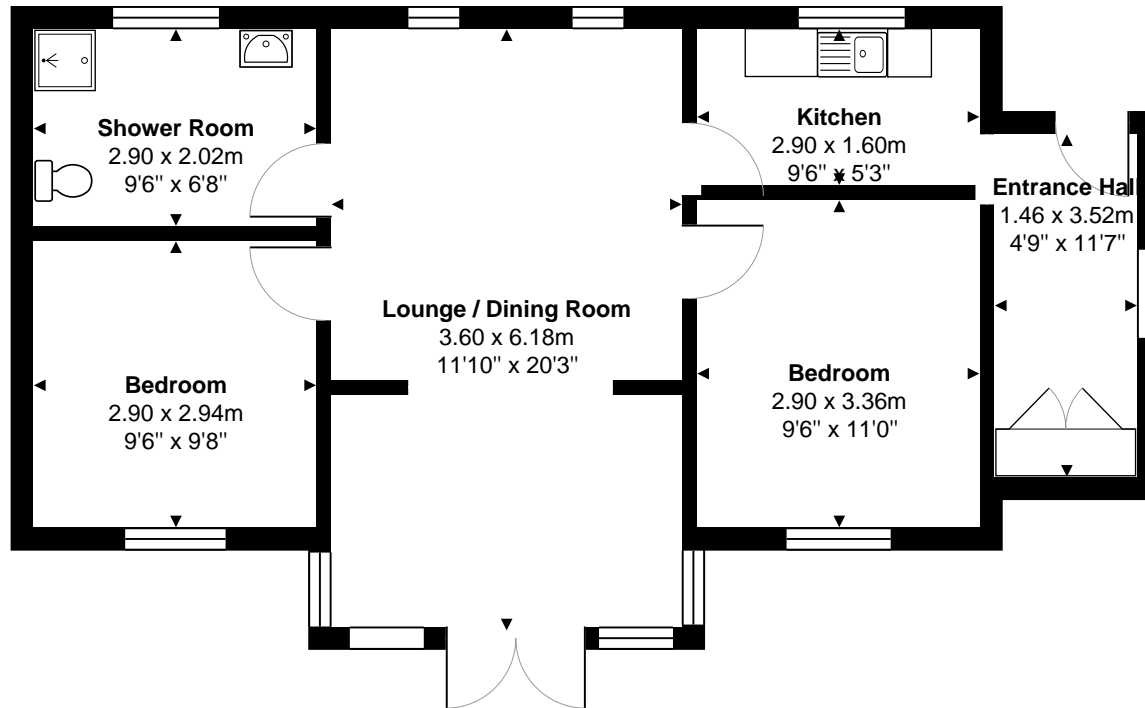 Shower Room
2.90 x 2.02m
9'6" x 6'8"
Kitchen
2.90 x 1.60m
9'6" x 5'3"
Entrance Hall
1.46 x 3.52m
4'9" x 11'7"
Lounge / Dining Room
3.60 x 6.18m
11'10" x 20'3"
Bedroom
2.90 x 2.94m
9'6" x 9'8"
Bedroom
2.90 x 3.36m
9'6" x 11'0"